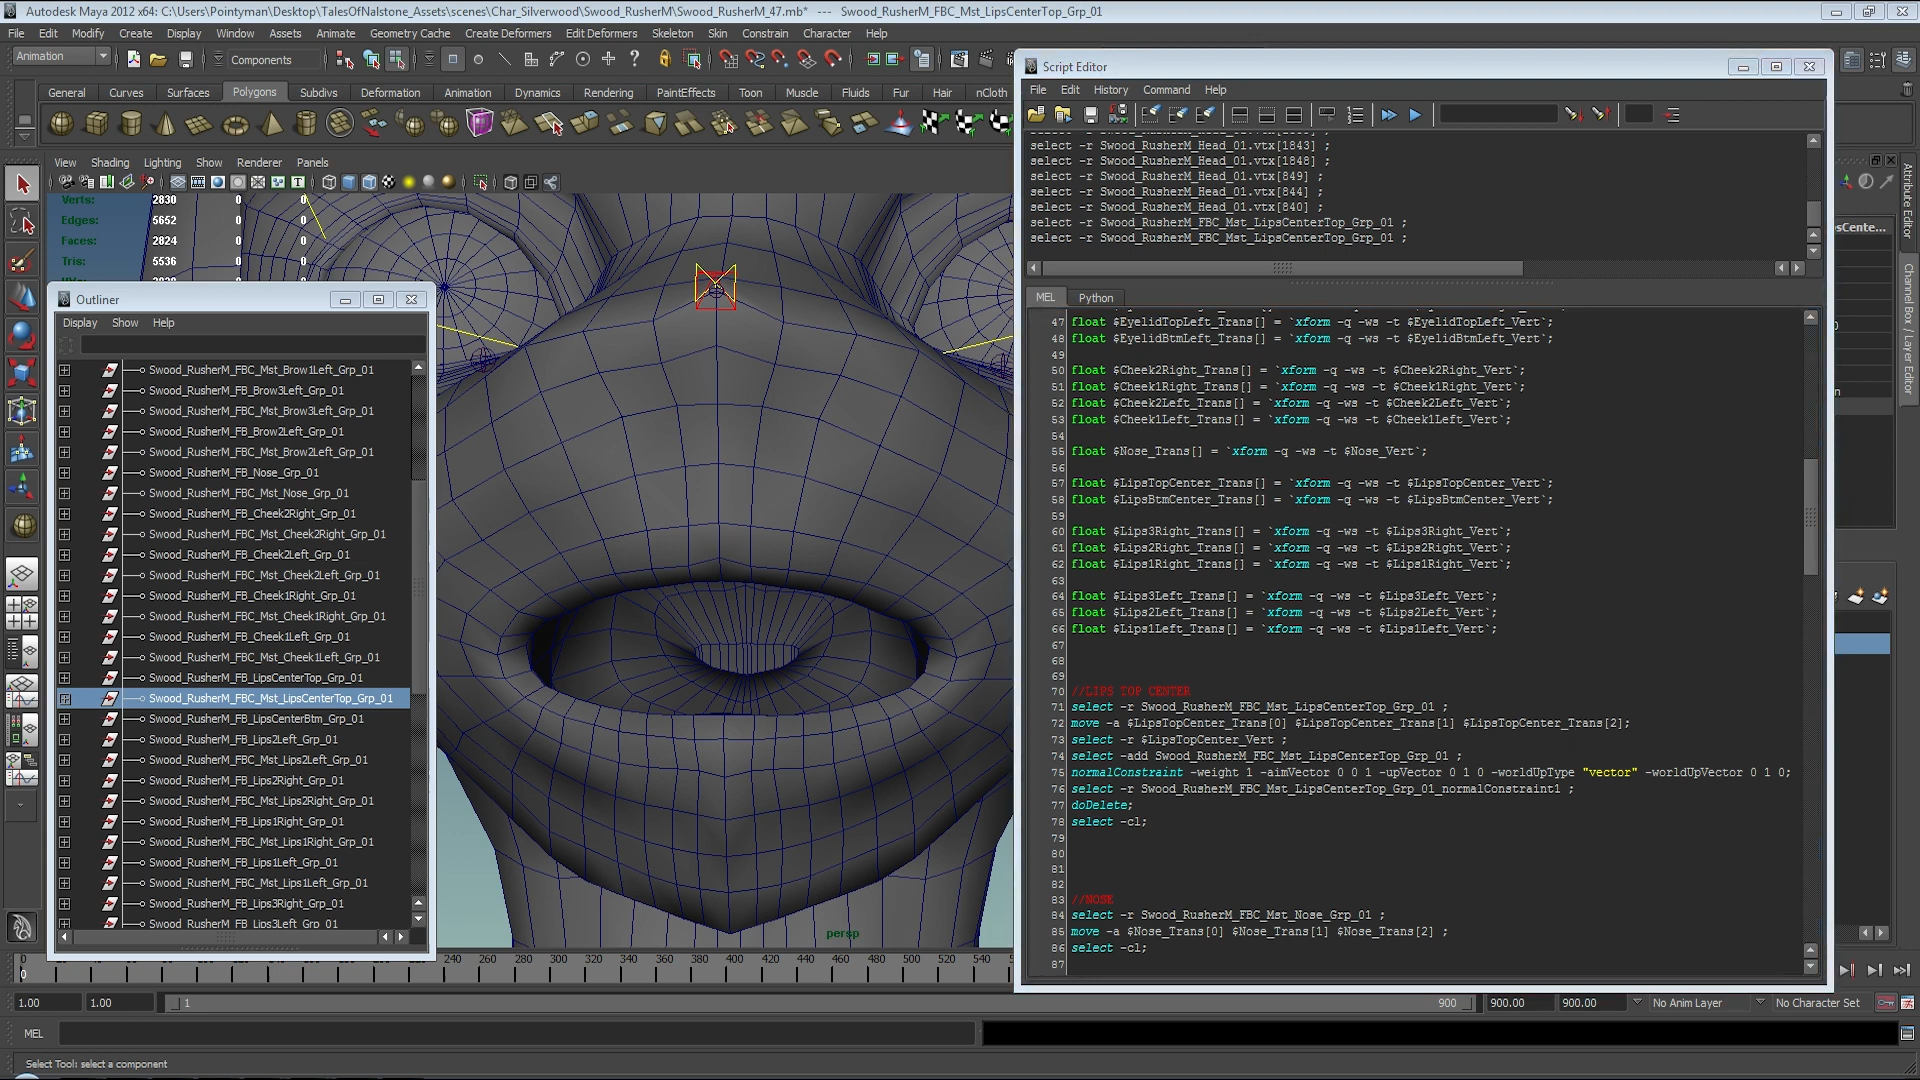 Autodesk Maya 2012 x64: C:\Users\Pointyman\Desktop\TalesOfNalstone_Assets\scenes\Char_Silverwood\Swood_RusherM\Swood_RusherM_47.mb* --- Swood_RusherM_FBC_Mst_LipsCenterTop_Grp_01
File Edit Modify Create Display Window Assets Animate Geometry Cache Create Deformers Edit Deformers Skeleton Skin Constrain Character Help
Animation Components
General Curves Surfaces Polygons Subdivs Deformation Animation Dynamics Rendering PaintEffects Toon Muscle Fluids Fur Hair nCloth
View Shading Lighting Show Renderer Panels
Verts: 2830 0 0
Edges: 5652 0 0
Faces: 2824 0 0
Tris: 5536 0 0
Outliner
Display Show Help
Swood_RusherM_FBC_Mst_Brow1Left_Grp_01
Swood_RusherM_FB_Brow3Left_Grp_01
Swood_RusherM_FBC_Mst_Brow3Left_Grp_01
Swood_RusherM_FB_Brow2Left_Grp_01
Swood_RusherM_FBC_Mst_Brow2Left_Grp_01
Swood_RusherM_FB_Nose_Grp_01
Swood_RusherM_FBC_Mst_Nose_Grp_01
Swood_RusherM_FB_Cheek2Right_Grp_01
Swood_RusherM_FBC_Mst_Cheek2Right_Grp_01
Swood_RusherM_FB_Cheek2Left_Grp_01
Swood_RusherM_FBC_Mst_Cheek2Left_Grp_01
Swood_RusherM_FB_Cheek1Right_Grp_01
Swood_RusherM_FBC_Mst_Cheek1Right_Grp_01
Swood_RusherM_FB_Cheek1Left_Grp_01
Swood_RusherM_FBC_Mst_Cheek1Left_Grp_01
Swood_RusherM_FB_LipsCenterTop_Grp_01
Swood_RusherM_FBC_Mst_LipsCenterTop_Grp_01
Swood_RusherM_FB_LipsCenterBtm_Grp_01
Swood_RusherM_FB_Lips2Left_Grp_01
Swood_RusherM_FBC_Mst_Lips2Left_Grp_01
Swood_RusherM_FB_Lips2Right_Grp_01
Swood_RusherM_FBC_Mst_Lips2Right_Grp_01
Swood_RusherM_FB_Lips1Right_Grp_01
Swood_RusherM_FBC_Mst_Lips1Right_Grp_01
Swood_RusherM_FB_Lips1Left_Grp_01
Swood_RusherM_FBC_Mst_Lips1Left_Grp_01
Swood_RusherM_FB_Lips3Right_Grp_01
Swood_RusherM_FB_Lips3Left_Grp_01
persp
Script Editor
File Edit History Command Help
select -r Swood_RusherM_Head_01.vtx[1843] ;
select -r Swood_RusherM_Head_01.vtx[1848] ;
select -r Swood_RusherM_Head_01.vtx[849] ;
select -r Swood_RusherM_Head_01.vtx[844] ;
select -r Swood_RusherM_Head_01.vtx[840] ;
select -r Swood_RusherM_FBC_Mst_LipsCenterTop_Grp_01 ;
select -r Swood_RusherM_FBC_Mst_LipsCenterTop_Grp_01 ;
MEL Python
47 float $EyelidTopLeft_Trans[] = `xform -q -ws -t $EyelidTopLeft_Vert`;
48 float $EyelidBtmLeft_Trans[] = `xform -q -ws -t $EyelidBtmLeft_Vert`;
49
50 float $Cheek2Right_Trans[] = `xform -q -ws -t $Cheek2Right_Vert`;
51 float $Cheek1Right_Trans[] = `xform -q -ws -t $Cheek1Right_Vert`;
52 float $Cheek2Left_Trans[] = `xform -q -ws -t $Cheek2Left_Vert`;
53 float $Cheek1Left_Trans[] = `xform -q -ws -t $Cheek1Left_Vert`;
54
55 float $Nose_Trans[] = `xform -q -ws -t $Nose_Vert`;
56
57 float $LipsTopCenter_Trans[] = `xform -q -ws -t $LipsTopCenter_Vert`;
58 float $LipsBtmCenter_Trans[] = `xform -q -ws -t $LipsBtmCenter_Vert`;
59
60 float $Lips3Right_Trans[] = `xform -q -ws -t $Lips3Right_Vert`;
61 float $Lips2Right_Trans[] = `xform -q -ws -t $Lips2Right_Vert`;
62 float $Lips1Right_Trans[] = `xform -q -ws -t $Lips1Right_Vert`;
63
64 float $Lips3Left_Trans[] = `xform -q -ws -t $Lips3Left_Vert`;
65 float $Lips2Left_Trans[] = `xform -q -ws -t $Lips2Left_Vert`;
66 float $Lips1Left_Trans[] = `xform -q -ws -t $Lips1Left_Vert`;
67
68
69
70 //LIPS TOP CENTER
71 select -r Swood_RusherM_FBC_Mst_LipsCenterTop_Grp_01 ;
72 move -a $LipsTopCenter_Trans[0] $LipsTopCenter_Trans[1] $LipsTopCenter_Trans[2];
73 select -r $LipsTopCenter_Vert ;
74 select -add Swood_RusherM_FBC_Mst_LipsCenterTop_Grp_01 ;
75 normalConstraint -weight 1 -aimVector 0 0 1 -upVector 0 1 0 -worldUpType "vector" -worldUpVector 0 1 0;
76 select -r Swood_RusherM_FBC_Mst_LipsCenterTop_Grp_01_normalConstraint1 ;
77 doDelete;
78 select -cl;
79
80
81
82
83 //NOSE
84 select -r Swood_RusherM_FBC_Mst_Nose_Grp_01 ;
85 move -a $Nose_Trans[0] $Nose_Trans[1] $Nose_Trans[2] ;
86 select -cl;
87
Attribute Editor
Channel Box / Layer Editor
sCente...
0 240 260 280 300 320 340 360 380 400 420 440 460 480 500 520 540
1.00 1.00 1 900 900.00 900.00 No Anim Layer No Character Set
MEL
Select Tool: select a component